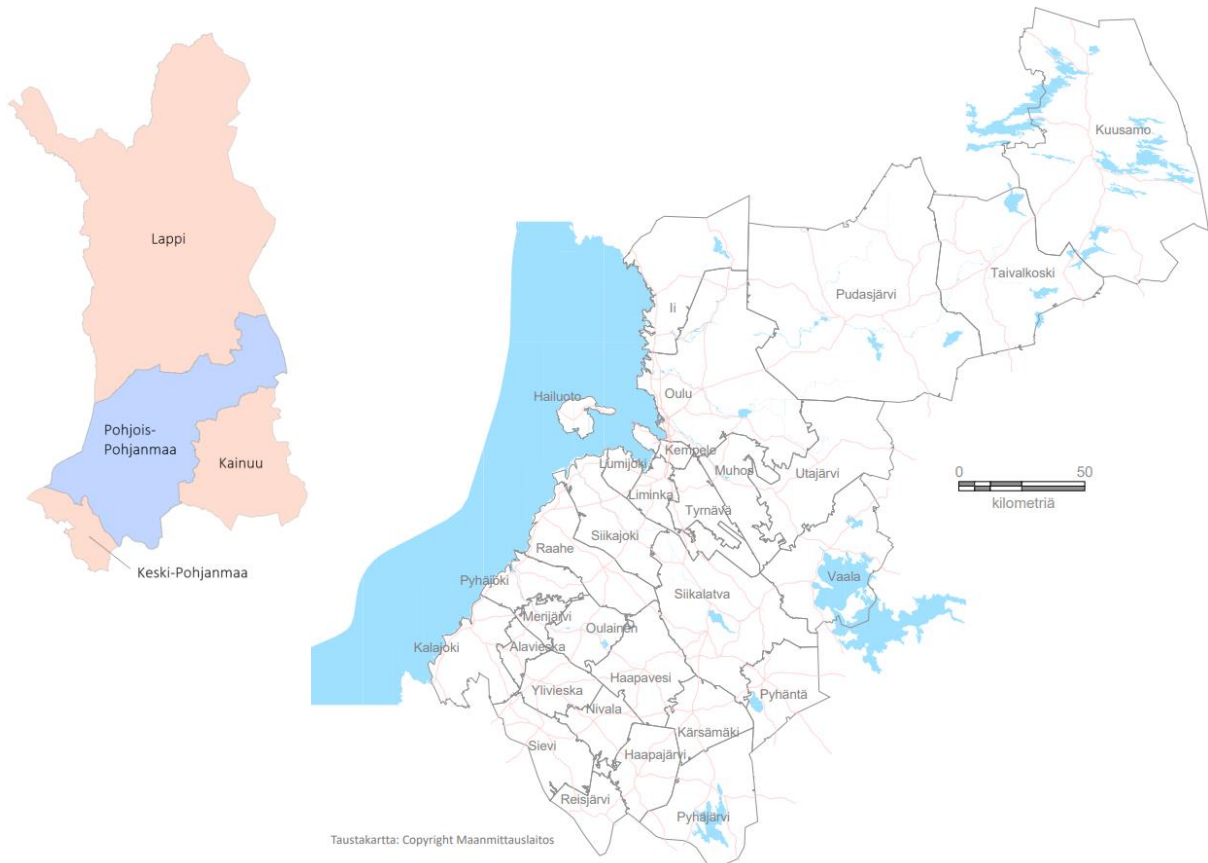 Lappi
Pohjois-
Pohjanmaa
Kainuu
Keski-Pohjanmaa
Kuusamo
Taivalkoski
Pudasjärvi
Ii
Hailuoto
Oulu
Kempele
Lumijoki
Muhos
Utajärvi
Liminka
Tyrnävä
Siikajoki
Raahe
Pyhäjoki
Siikalatva
Vaala
Merijärvi
Oulainen
Kalajoki
Alavieska
Haapavesi
Ylivieska
Pyhäntä
Nivala
Kärsämäki
Sievi
Haapajärvi
Reisjärvi
Pyhäjärvi
0 50
kilometriä
Taustakartta: Copyright Maanmittauslaitos